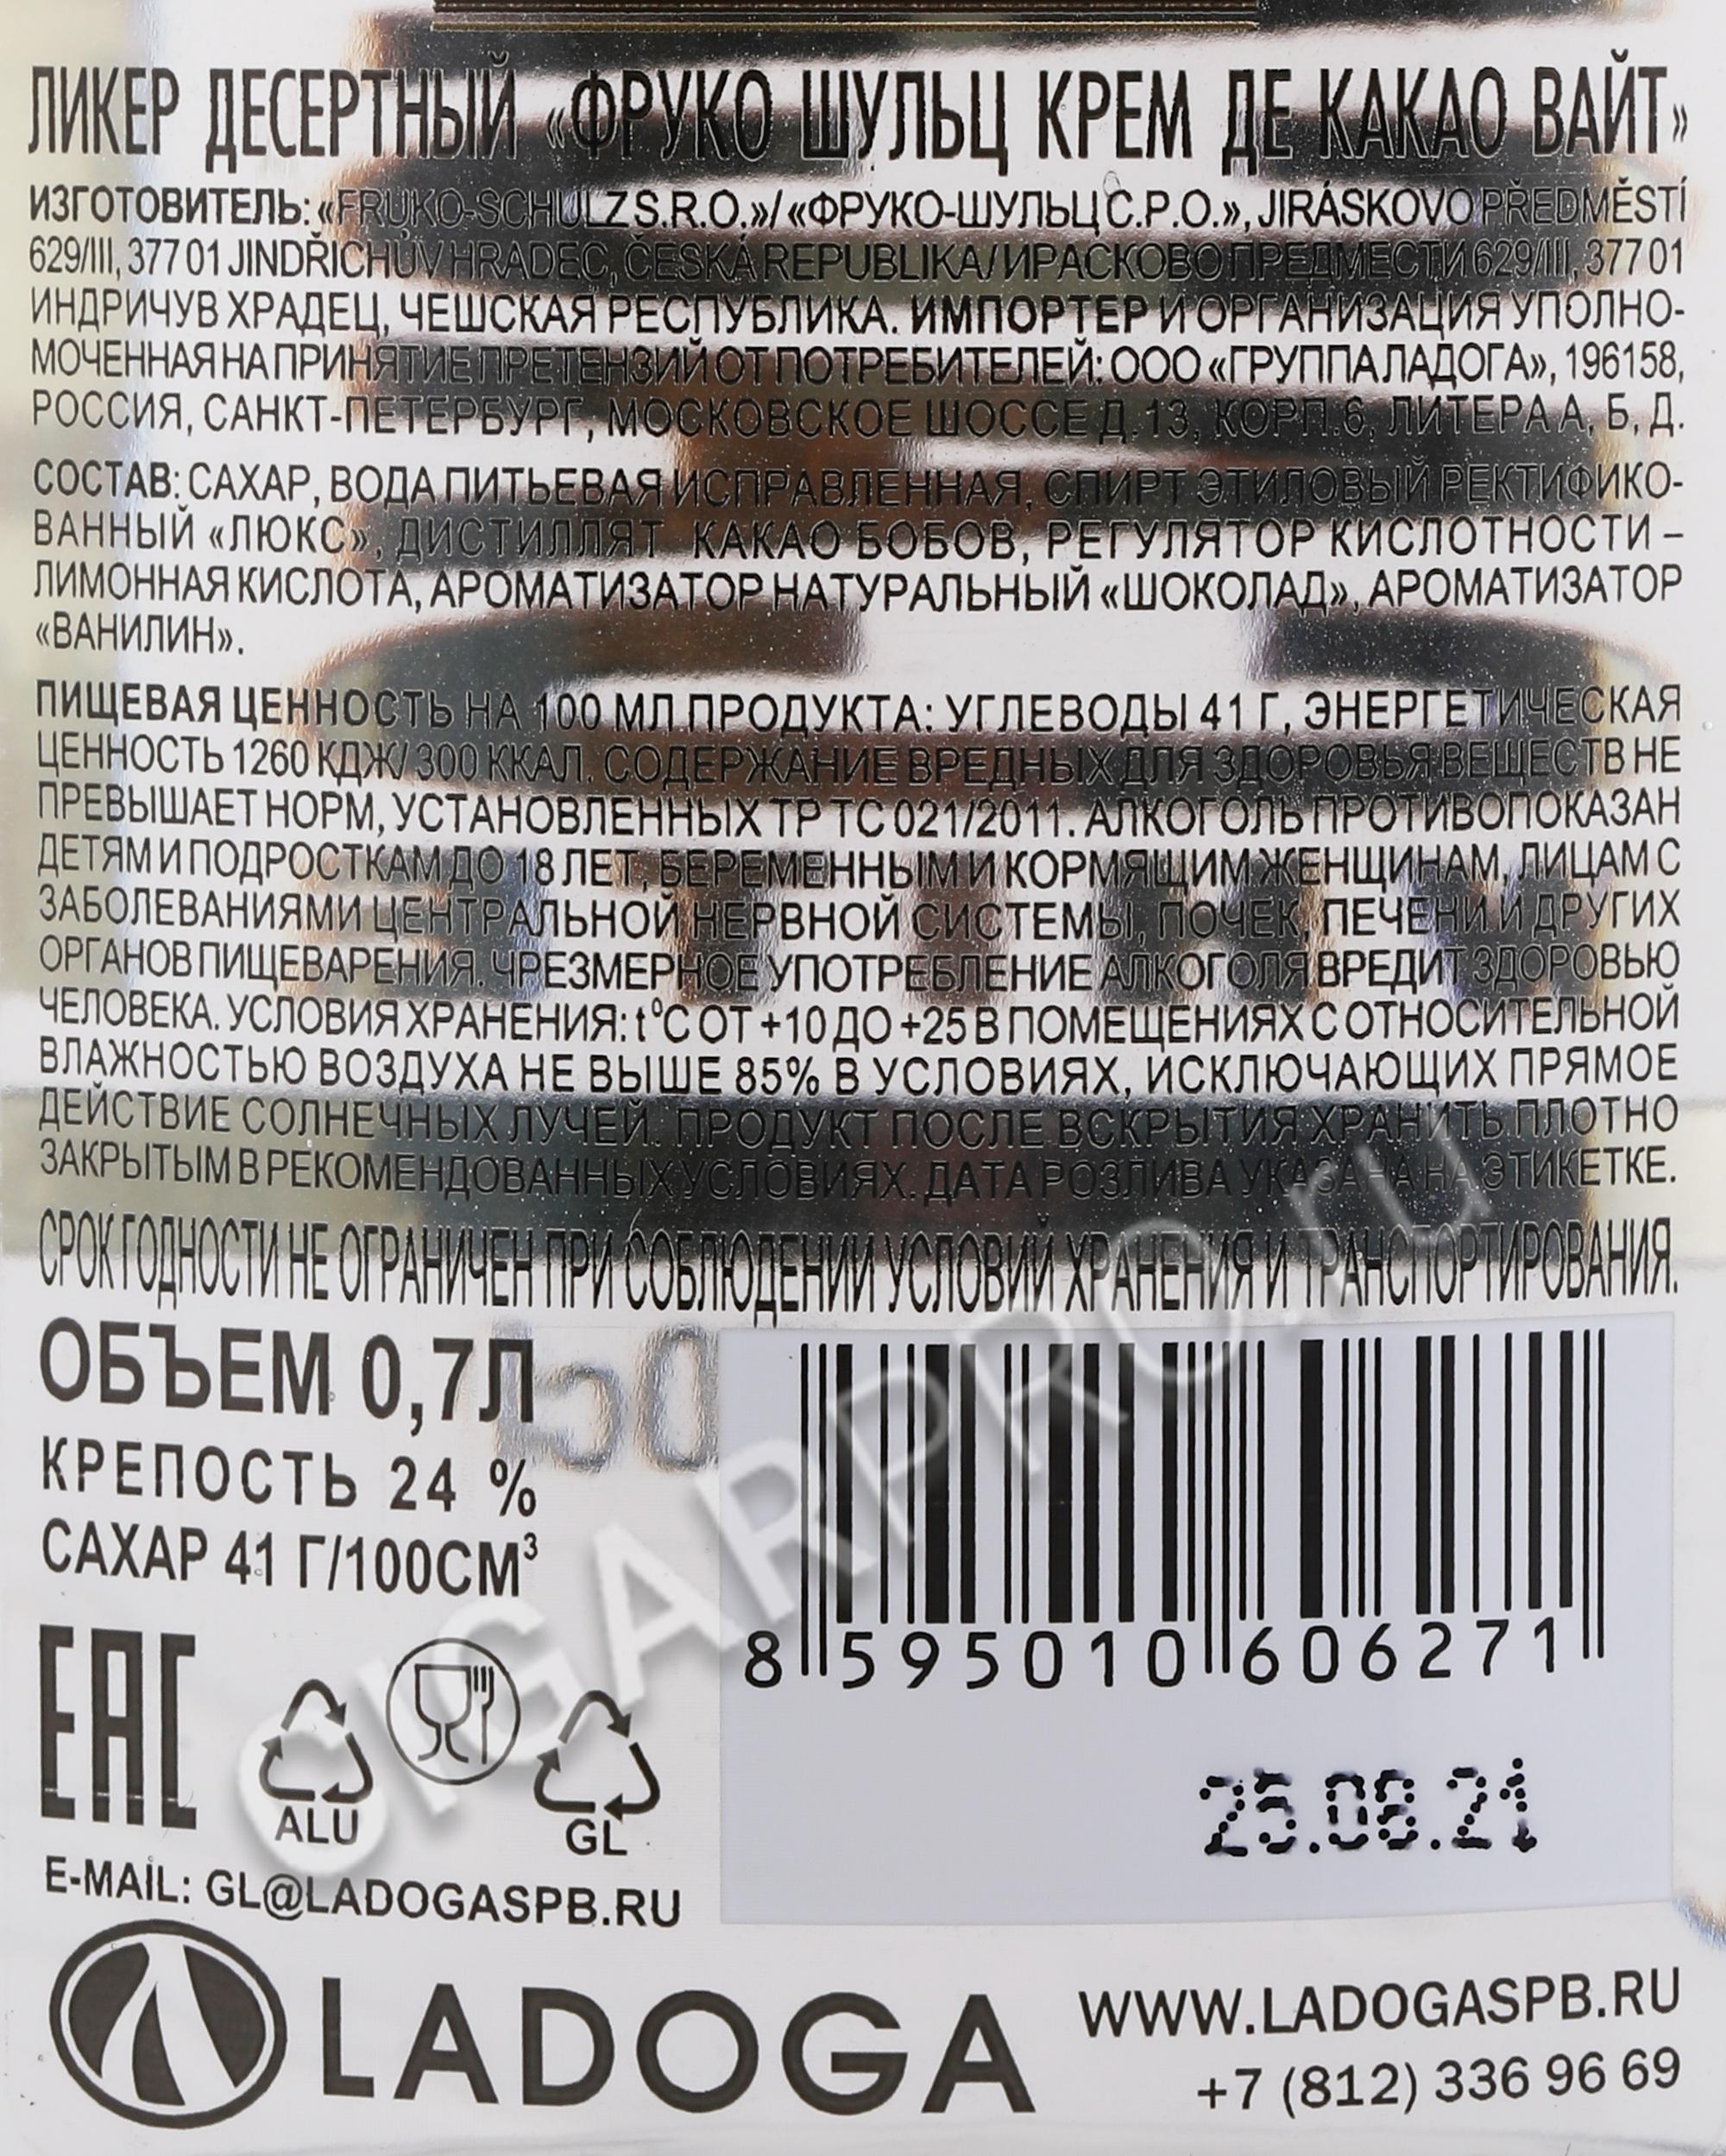 ЛИКЕР ДЕСЕРТНЫЙ «ФРУКО ШУЛЬЦ КРЕМ ДЕ КАКАО ВАЙТ»
ИЗГОТОВИТЕЛЬ: «FRUKO-SCHULZ S.R.O.»/ «ФРУКО-ШУЛЬЦ С.Р.О.», JIRÁSKOVO PŘEDMĚSTÍ
629/III, 377 01 JINDŘICHŮV HRADEC, ČESKÁ REPUBLIKA/ ИРАСКОВО ПРЕДМЕСТИ 629/III, 377 01
ИНДРИЧУВ ХРАДЕЦ, ЧЕШСКАЯ РЕСПУБЛИКА. ИМПОРТЕР И ОРГАНИЗАЦИЯ УПОЛНО-
МОЧЕННАЯ НА ПРИНЯТИЕ ПРЕТЕНЗИЙ ОТ ПОТРЕБИТЕЛЕЙ: ООО «ГРУППА ЛАДОГА», 196158,
РОССИЯ, САНКТ-ПЕТЕРБУРГ, МОСКОВСКОЕ ШОССЕ Д.13, КОРП.6, ЛИТЕРА А, Б, Д.
СОСТАВ: САХАР, ВОДА ПИТЬЕВАЯ ИСПРАВЛЕННАЯ, СПИРТ ЭТИЛОВЫЙ РЕКТИФИКО-
ВАННЫЙ «ЛЮКС», ДИСТИЛЛЯТ КАКАО БОБОВ, РЕГУЛЯТОР КИСЛОТНОСТИ –
ЛИМОННАЯ КИСЛОТА, АРОМАТИЗАТОР НАТУРАЛЬНЫЙ «ШОКОЛАД», АРОМАТИЗАТОР
«ВАНИЛИН».
ПИЩЕВАЯ ЦЕННОСТЬ НА 100 МЛ ПРОДУКТА: УГЛЕВОДЫ 41 Г, ЭНЕРГЕТИЧЕСКАЯ
ЦЕННОСТЬ 1260 КДЖ/ 300 ККАЛ. СОДЕРЖАНИЕ ВРЕДНЫХ ДЛЯ ЗДОРОВЬЯ ВЕЩЕСТВ НЕ
ПРЕВЫШАЕТ НОРМ, УСТАНОВЛЕННЫХ ТР ТС 021/2011. АЛКОГОЛЬ ПРОТИВОПОКАЗАН
ДЕТЯМ И ПОДРОСТКАМ ДО 18 ЛЕТ, БЕРЕМЕННЫМ И КОРМЯЩИМ ЖЕНЩИНАМ, ЛИЦАМ С
ЗАБОЛЕВАНИЯМИ ЦЕНТРАЛЬНОЙ НЕРВНОЙ СИСТЕМЫ, ПОЧЕК, ПЕЧЕНИ И ДРУГИХ
ОРГАНОВ ПИЩЕВАРЕНИЯ. ЧРЕЗМЕРНОЕ УПОТРЕБЛЕНИЕ АЛКОГОЛЯ ВРЕДИТ ЗДОРОВЬЮ
ЧЕЛОВЕКА. УСЛОВИЯ ХРАНЕНИЯ: t°С ОТ +10 ДО +25 В ПОМЕЩЕНИЯХ С ОТНОСИТЕЛЬНОЙ
ВЛАЖНОСТЬЮ ВОЗДУХА НЕ ВЫШЕ 85% В УСЛОВИЯХ, ИСКЛЮЧАЮЩИХ ПРЯМОЕ
ДЕЙСТВИЕ СОЛНЕЧНЫХ ЛУЧЕЙ. ПРОДУКТ ПОСЛЕ ВСКРЫТИЯ ХРАНИТЬ ПЛОТНО
ЗАКРЫТЫМ В РЕКОМЕНДОВАННЫХ УСЛОВИЯХ. ДАТА РОЗЛИВА УКАЗАНА НА ЭТИКЕТКЕ.
СРОК ГОДНОСТИ НЕ ОГРАНИЧЕН ПРИ СОБЛЮДЕНИИ УСЛОВИЙ ХРАНЕНИЯ И ТРАНСПОРТИРОВАНИЯ.
ОБЪЕМ 0,7Л
КРЕПОСТЬ 24 %
САХАР 41 Г/100СМ³
8 595010 606271
EAC
ALU
GL
25.08.21
E-MAIL: GL@LADOGASPB.RU
LADOGA
WWW.LADOGASPB.RU
+7 (812) 336 96 69
CIGARPRO.ru